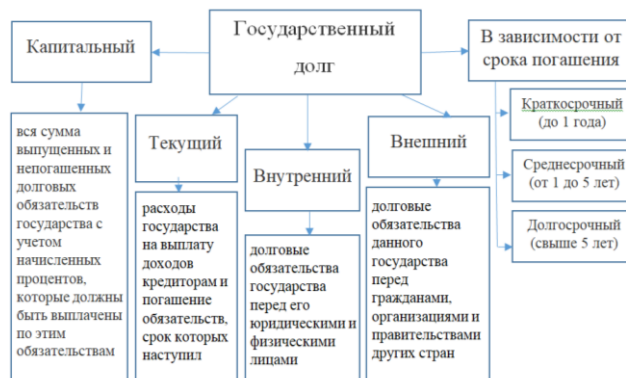 Государственный
долг
Капитальный
вся сумма
выпущенных и
непогашенных
долговых
обязательств
государства с
учетом
начисленных
процентов,
которые должны
быть выплачены
по этим
обязательствам
Текущий
расходы
государства
на выплату
доходов
кредиторам и
погашение
обязательств,
срок которых
наступил
Внутренний
долговые
обязательства
государства
перед его
юридическими и
физическими
лицами
Внешний
долговые
обязательства
данного
государства
перед
гражданами,
организациями и
правительствами
других стран
В зависимости от
срока погашения
Краткосрочный
(до 1 года)
Среднесрочный
(от 1 до 5 лет)
Долгосрочный
(свыше 5 лет)